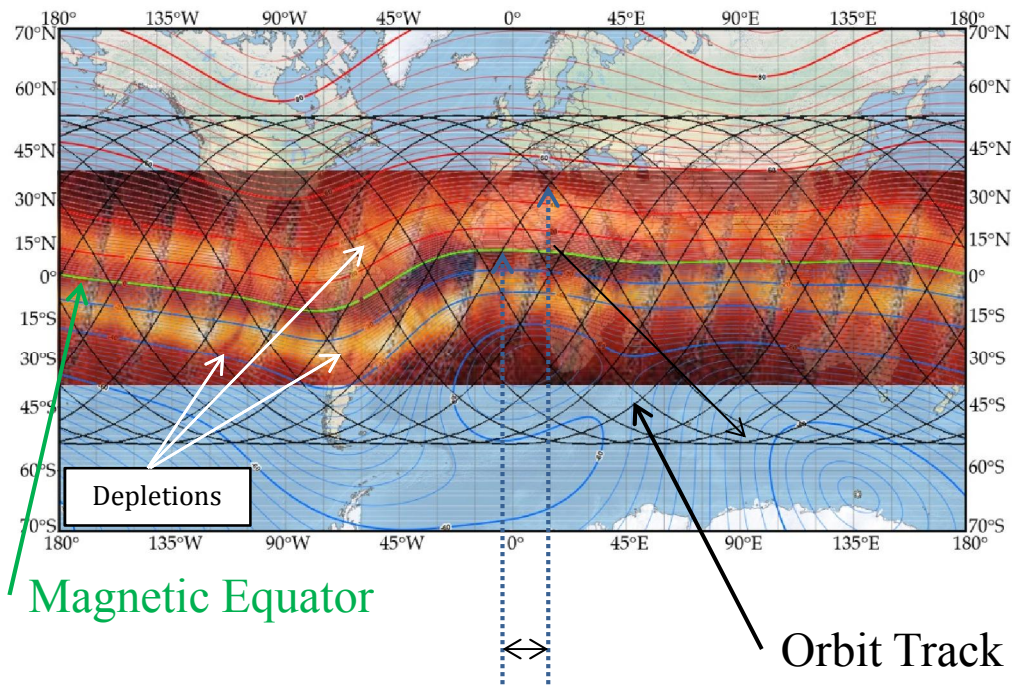 180° 135°W 90°W 45°W 0° 45°E 90°E 135°E 180°
70°N 70°N
60°N 60°N
45°N 45°N
30°N 30°N
15°N 15°N
0° 0°
15°S 15°S
30°S 30°S
45°S 45°S
60°S 60°S
70°S 70°S
180° 135°W 90°W 45°W 0° 45°E 90°E 135°E 180°
Depletions
Magnetic Equator
Orbit Track